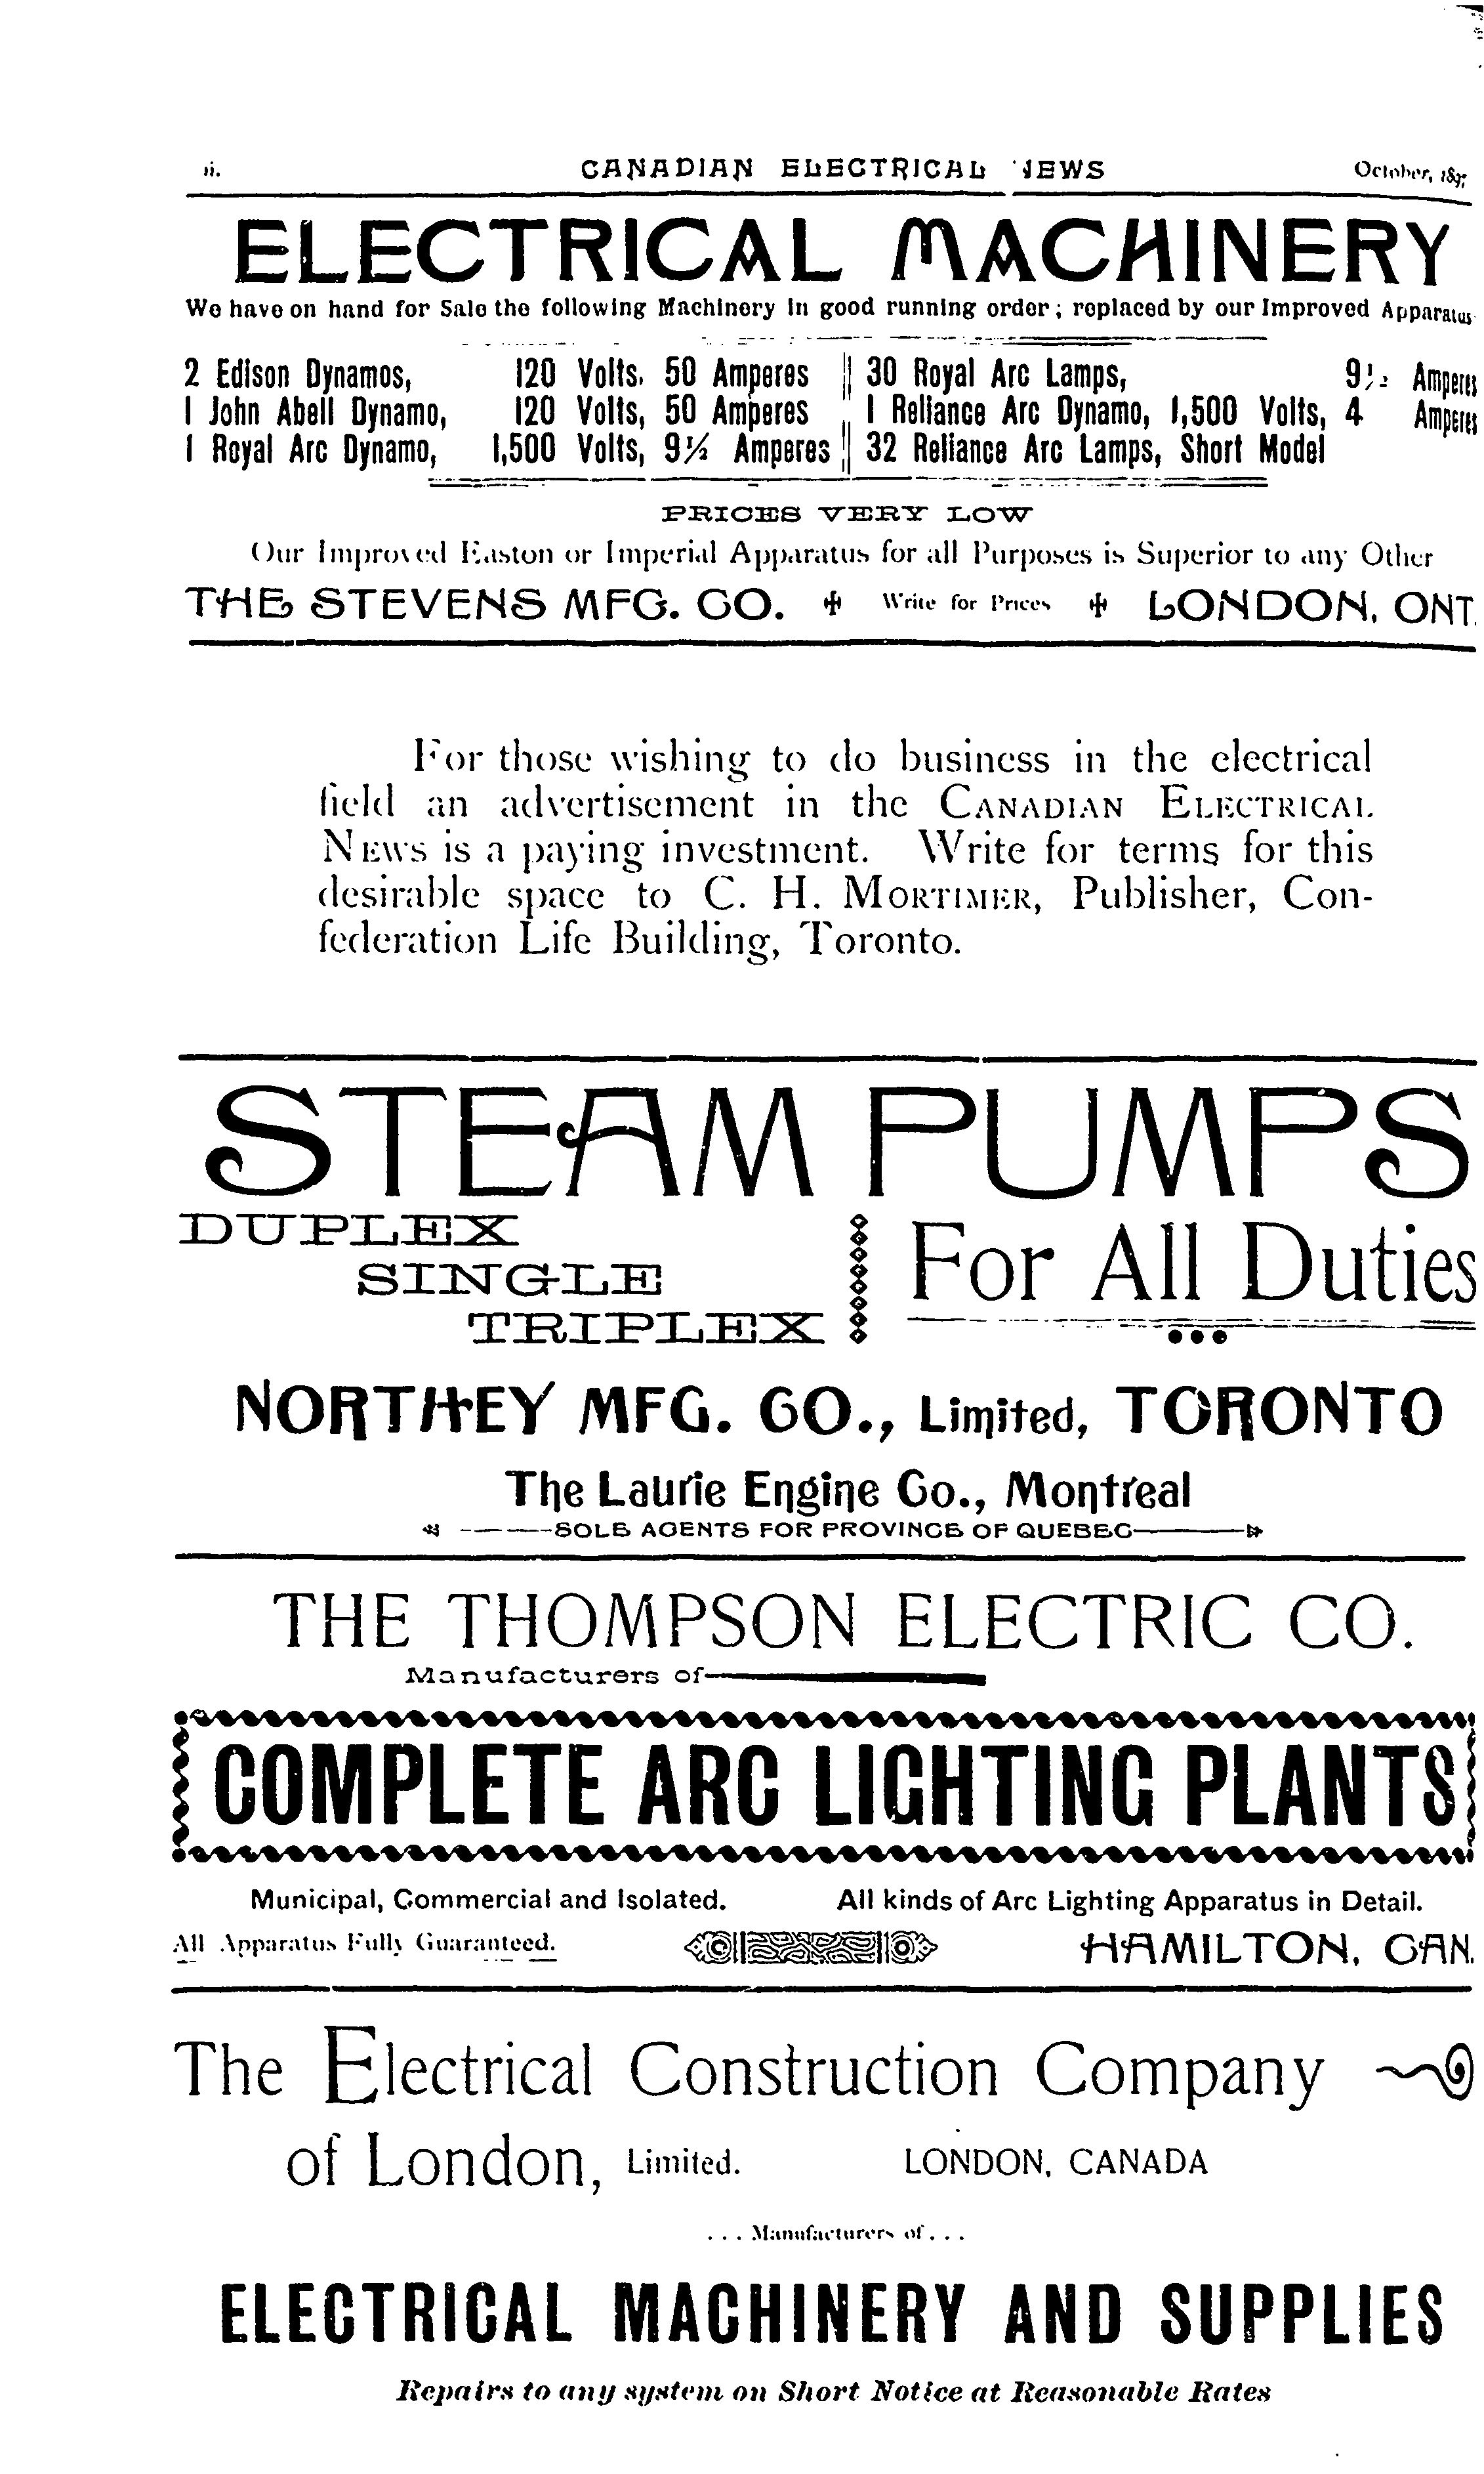 ii. CANADIAN ELECTRICAL NEWS October, 1897
ELECTRICAL MACHINERY
We have on hand for Sale the following Machinery in good running order; replaced by our Improved Apparatus
2 Edison Dynamos, 120 Volts, 50 Amperes
1 John Abell Dynamo, 120 Volts, 50 Amperes
1 Royal Arc Dynamo, 1,500 Volts, 9½ Amperes
30 Royal Arc Lamps, 9½ Amperes
1 Reliance Arc Dynamo, 1,500 Volts, 4 Amperes
32 Reliance Arc Lamps, Short Model
PRICES VERY LOW
Our Improved Easton or Imperial Apparatus for all Purposes is Superior to any Other
THE STEVENS MFG. CO. Write for Prices LONDON, ONT.
For those wishing to do business in the electrical
field an advertisement in the CANADIAN ELECTRICAL
NEWS is a paying investment. Write for terms for this
desirable space to C. H. MORTIMER, Publisher, Con-
federation Life Building, Toronto.
STEAM PUMPS
DUPLEX
SINGLE
TRIPLEX
For All Duties
NORTHEY MFG. CO., Limited, TORONTO
The Laurie Engine Co., Montreal
SOLE AGENTS FOR PROVINCE OF QUEBEC
THE THOMPSON ELECTRIC CO.
Manufacturers of
COMPLETE ARC LIGHTING PLANTS
Municipal, Commercial and Isolated. All kinds of Arc Lighting Apparatus in Detail.
All Apparatus Fully Guaranteed. HAMILTON, CAN.
The Electrical Construction Company
of London, Limited. LONDON, CANADA
... Manufacturers of ...
ELECTRICAL MACHINERY AND SUPPLIES
Repairs to any system on Short Notice at Reasonable Rates